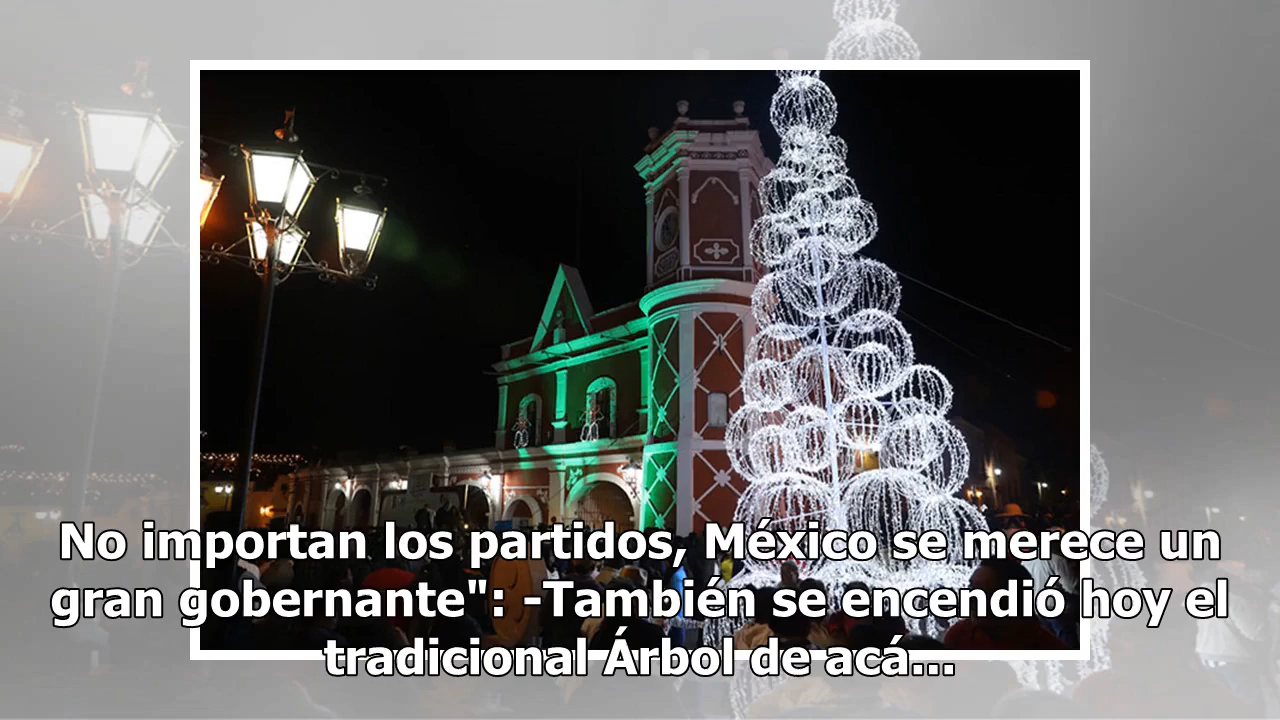 No importan los partidos, México se merece un
gran gobernante": -También se encendió hoy el
tradicional Árbol de acá...